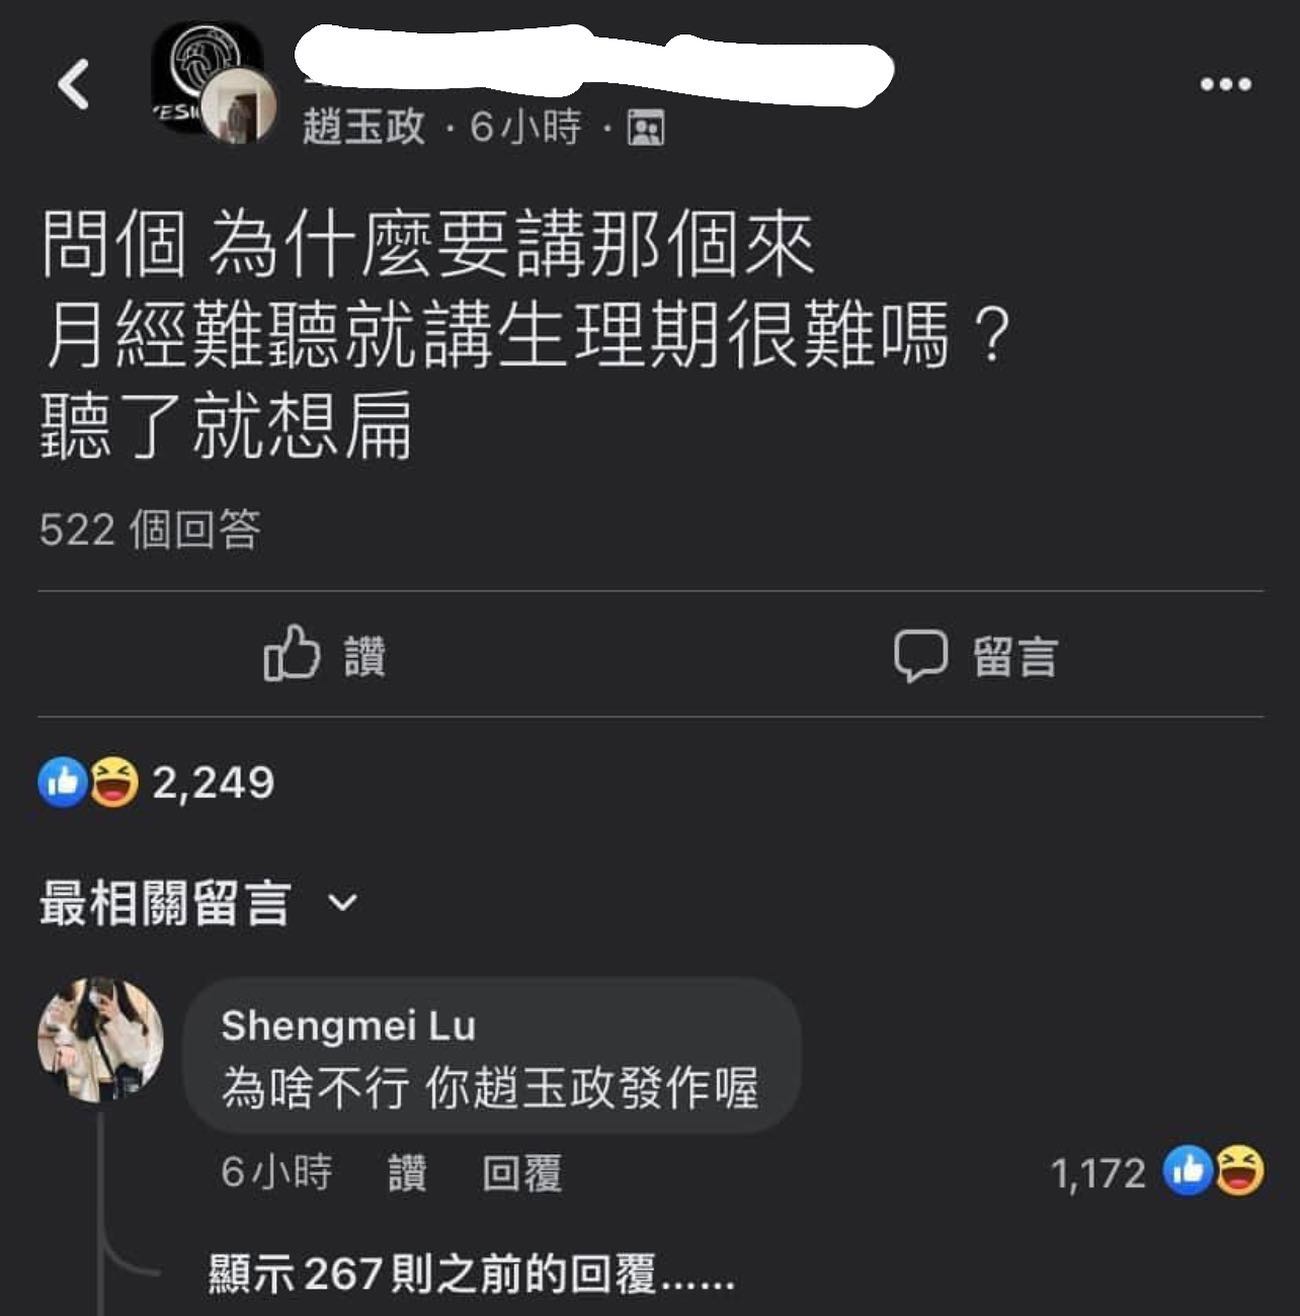 趙玉政 · 6小時 ·
問個 為什麼要講那個來
月經難聽就講生理期很難嗎？
聽了就想扁
522 個回答
讚
留言
2,249
最相關留言
Shengmei Lu
為啥不行 你趙玉政發作喔
6小時 讚 回覆 1,172
顯示267則之前的回覆......